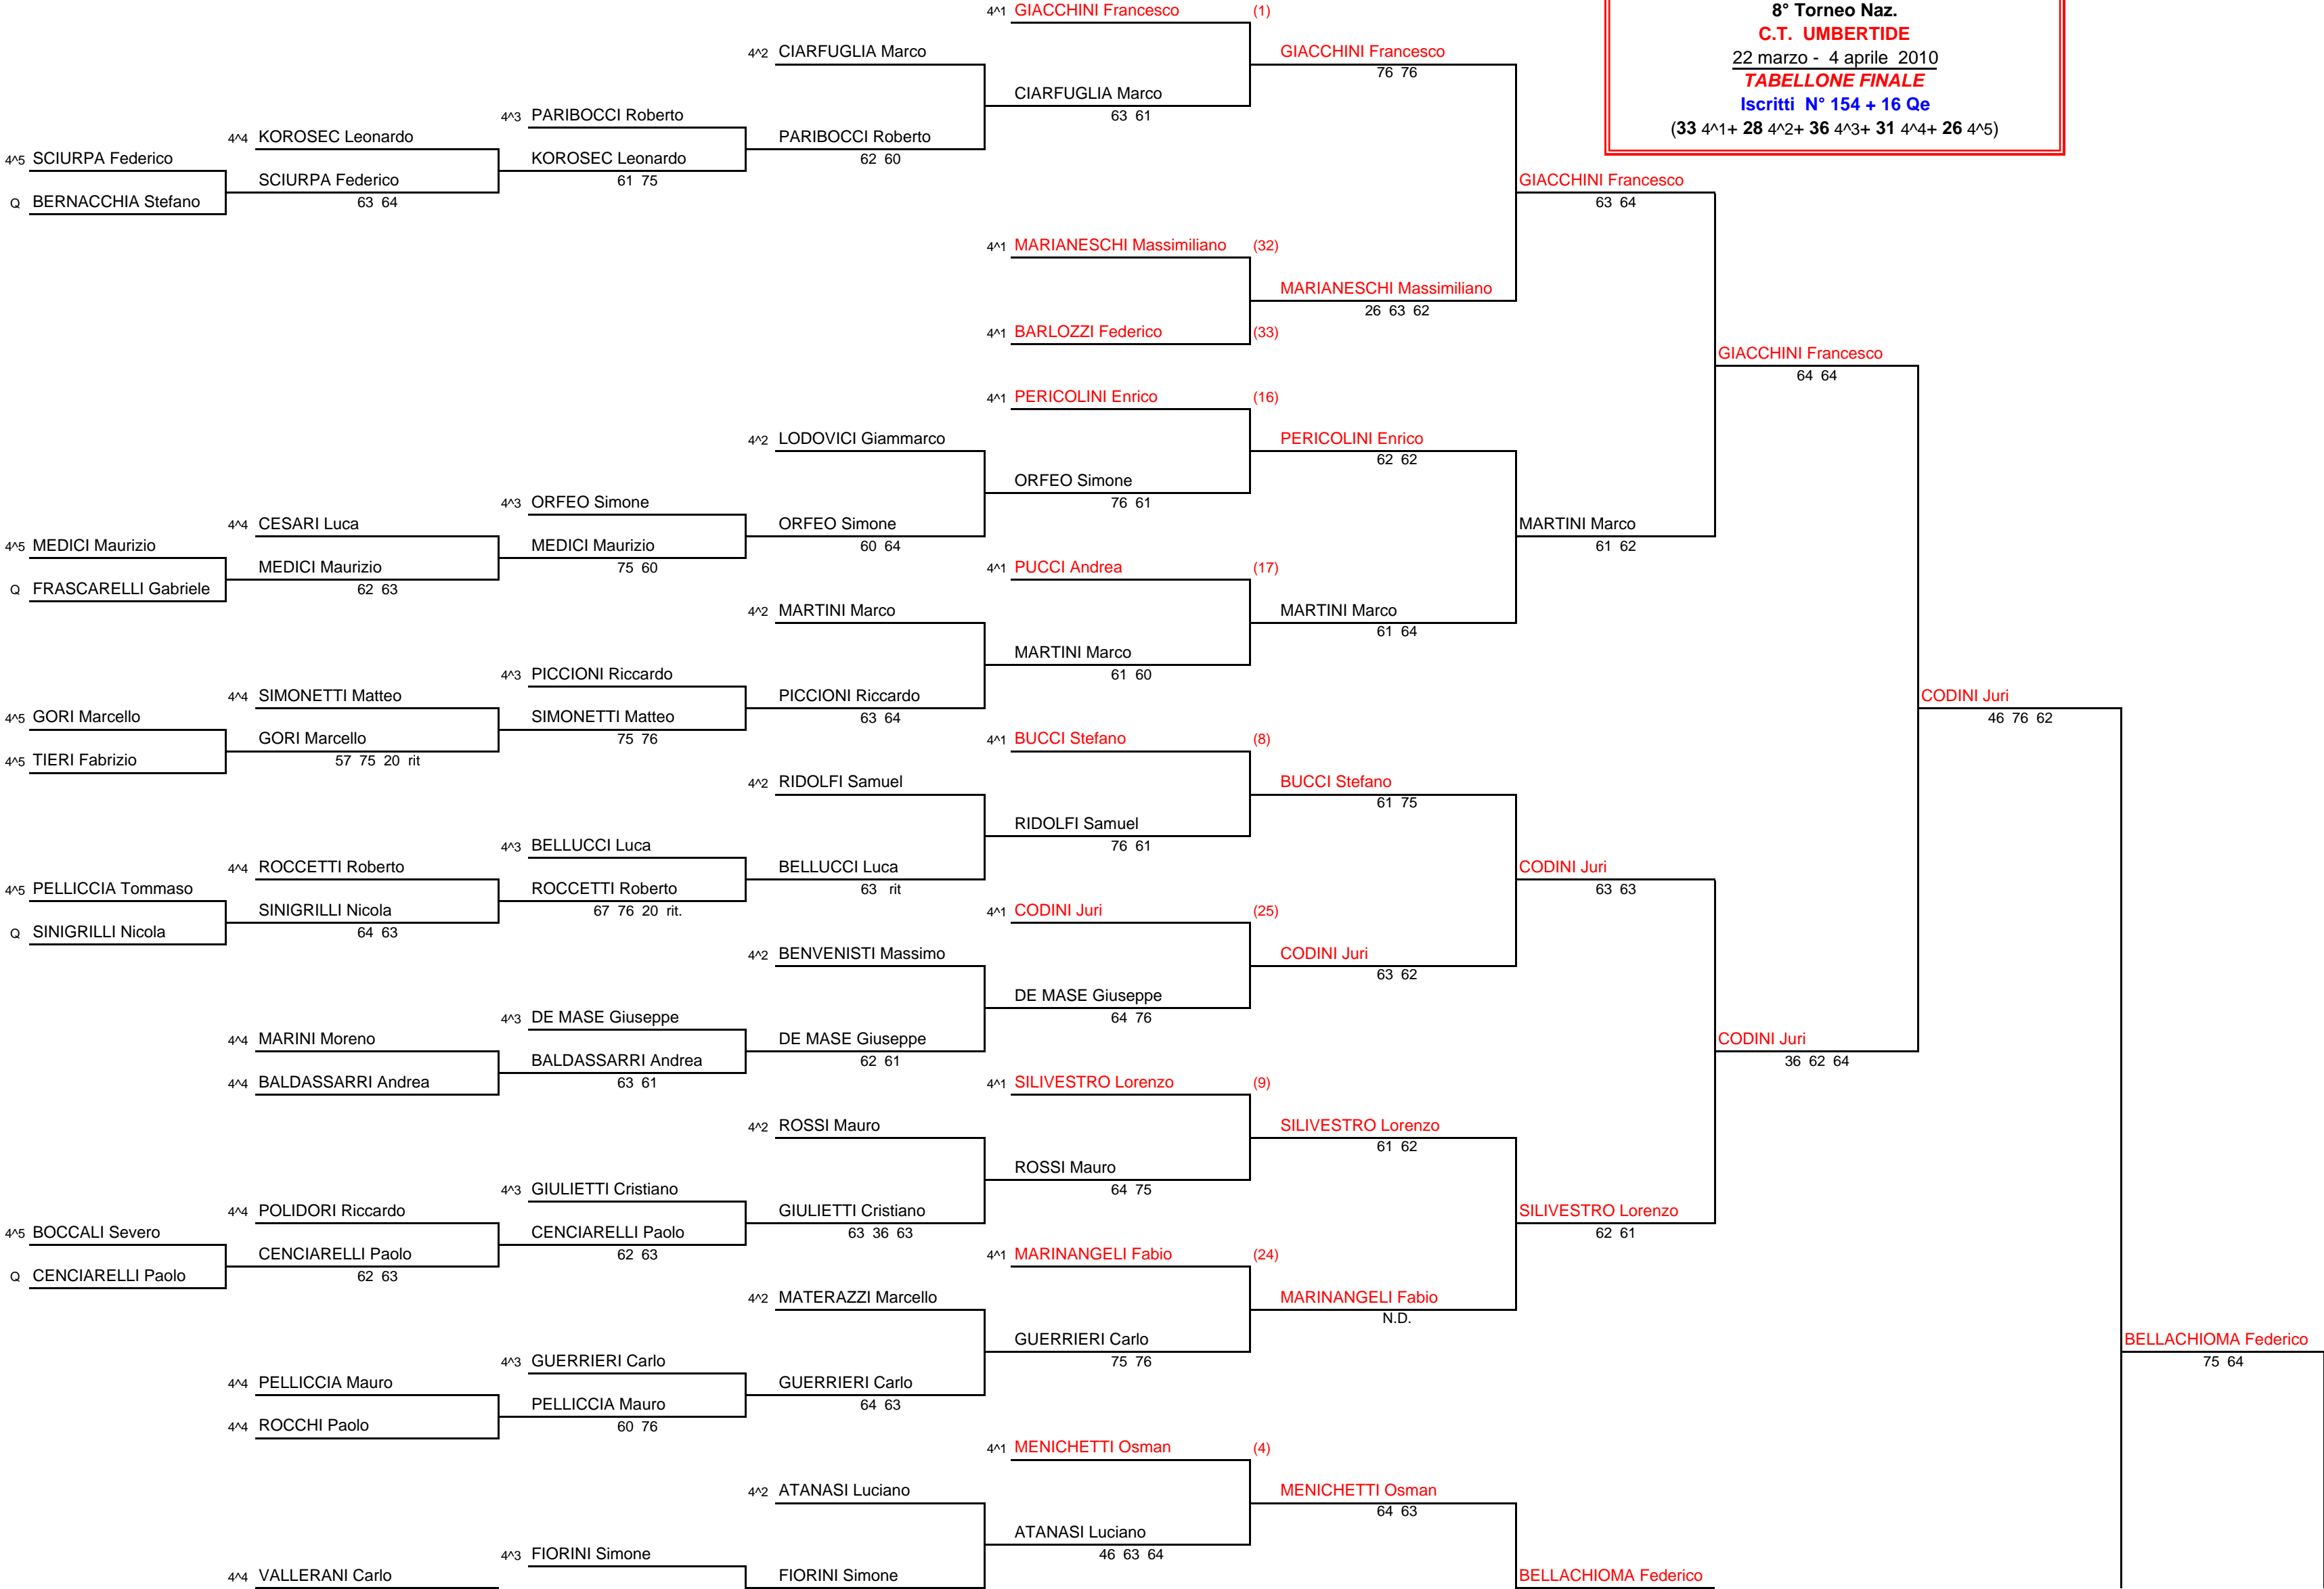 4^1 GIACCHINI Francesco (1)
8° Torneo Naz.
C.T. UMBERTIDE
22 marzo - 4 aprile 2010
TABELLONE FINALE
Iscritti N° 154 + 16 Qe
(33 4^1+ 28 4^2+ 36 4^3+ 31 4^4+ 26 4^5)
4^2 CIARFUGLIA Marco
GIACCHINI Francesco
76 76
CIARFUGLIA Marco
63 61
4^3 PARIBOCCI Roberto
4^4 KOROSEC Leonardo
PARIBOCCI Roberto
62 60
4^5 SCIURPA Federico
KOROSEC Leonardo
61 75
SCIURPA Federico
63 64
GIACCHINI Francesco
63 64
Q BERNACCHIA Stefano
4^1 MARIANESCHI Massimiliano (32)
MARIANESCHI Massimiliano
26 63 62
4^1 BARLOZZI Federico (33)
GIACCHINI Francesco
64 64
4^1 PERICOLINI Enrico (16)
4^2 LODOVICI Giammarco
PERICOLINI Enrico
62 62
ORFEO Simone
76 61
4^3 ORFEO Simone
4^4 CESARI Luca
ORFEO Simone
60 64
MARTINI Marco
61 62
4^5 MEDICI Maurizio
MEDICI Maurizio
75 60
MEDICI Maurizio
62 63
4^1 PUCCI Andrea (17)
Q FRASCARELLI Gabriele
4^2 MARTINI Marco
MARTINI Marco
61 64
MARTINI Marco
61 60
4^3 PICCIONI Riccardo
4^4 SIMONETTI Matteo
PICCIONI Riccardo
63 64
CODINI Juri
46 76 62
4^5 GORI Marcello
SIMONETTI Matteo
75 76
GORI Marcello
57 75 20 rit
4^1 BUCCI Stefano (8)
4^5 TIERI Fabrizio
4^2 RIDOLFI Samuel
BUCCI Stefano
61 75
RIDOLFI Samuel
76 61
4^3 BELLUCCI Luca
4^4 ROCCETTI Roberto
BELLUCCI Luca
63 rit
CODINI Juri
63 63
4^5 PELLICCIA Tommaso
ROCCETTI Roberto
67 76 20 rit.
SINIGRILLI Nicola
64 63
4^1 CODINI Juri (25)
Q SINIGRILLI Nicola
4^2 BENVENISTI Massimo
CODINI Juri
63 62
DE MASE Giuseppe
64 76
4^3 DE MASE Giuseppe
4^4 MARINI Moreno
DE MASE Giuseppe
62 61
CODINI Juri
36 62 64
BALDASSARRI Andrea
63 61
4^4 BALDASSARRI Andrea
4^1 SILIVESTRO Lorenzo (9)
4^2 ROSSI Mauro
SILIVESTRO Lorenzo
61 62
ROSSI Mauro
64 75
4^3 GIULIETTI Cristiano
4^4 POLIDORI Riccardo
GIULIETTI Cristiano
63 36 63
SILIVESTRO Lorenzo
62 61
4^5 BOCCALI Severo
CENCIARELLI Paolo
62 63
CENCIARELLI Paolo
62 63
4^1 MARINANGELI Fabio (24)
Q CENCIARELLI Paolo
4^2 MATERAZZI Marcello
MARINANGELI Fabio
N.D.
GUERRIERI Carlo
75 76
BELLACHIOMA Federico
75 64
4^3 GUERRIERI Carlo
4^4 PELLICCIA Mauro
GUERRIERI Carlo
64 63
PELLICCIA Mauro
60 76
4^4 ROCCHI Paolo
4^1 MENICHETTI Osman (4)
4^2 ATANASI Luciano
MENICHETTI Osman
64 63
ATANASI Luciano
46 63 64
4^3 FIORINI Simone
4^4 VALLERANI Carlo
FIORINI Simone
BELLACHIOMA Federico